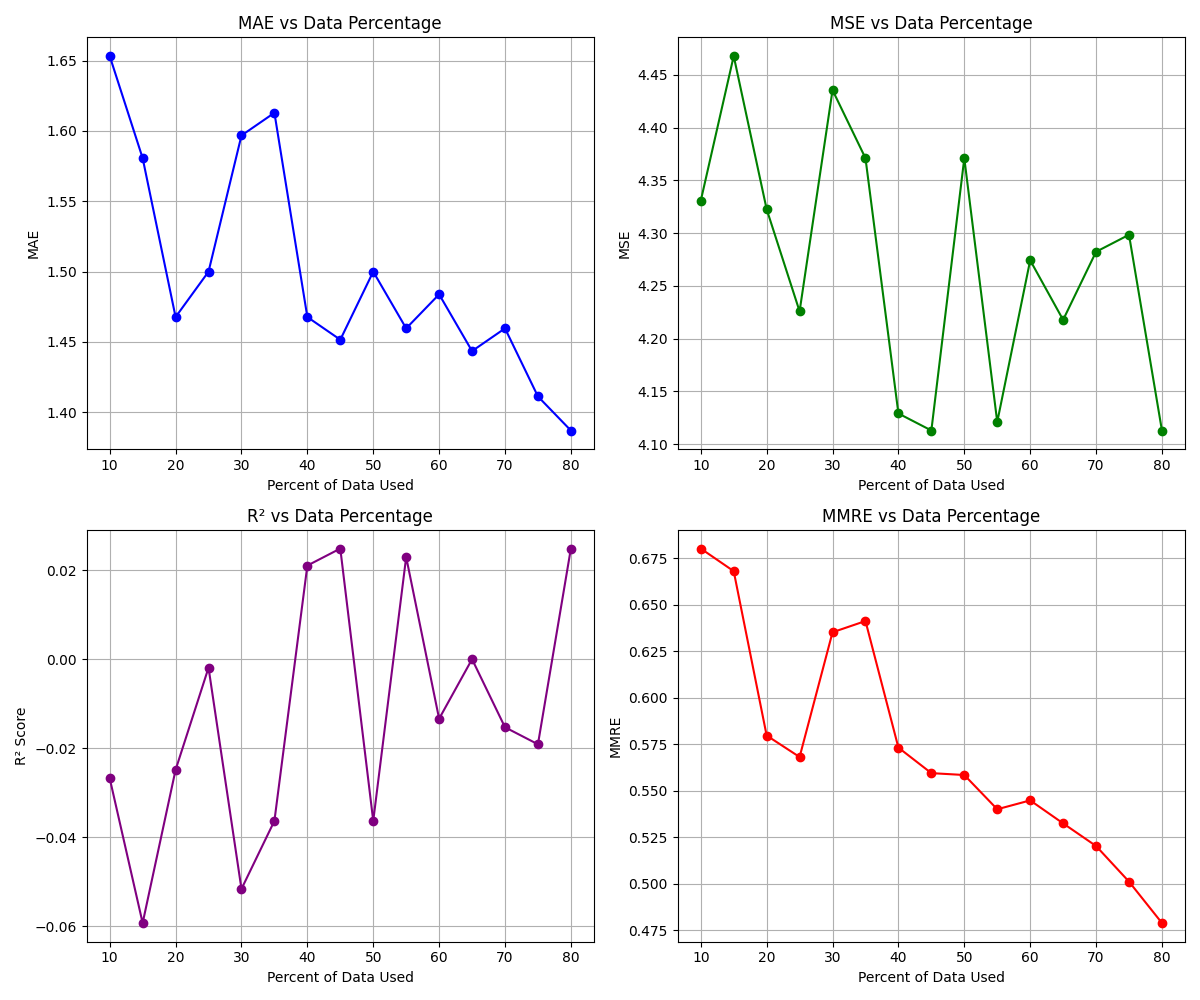 MAE vs Data Percentage
MAE
1.65
1.60
1.55
1.50
1.45
1.40
10 20 30 40 50 60 70 80
Percent of Data Used
MSE vs Data Percentage
MSE
4.45
4.40
4.35
4.30
4.25
4.20
4.15
4.10
10 20 30 40 50 60 70 80
Percent of Data Used
R² vs Data Percentage
R² Score
0.02
0.00
−0.02
−0.04
−0.06
10 20 30 40 50 60 70 80
Percent of Data Used
MMRE vs Data Percentage
MMRE
0.675
0.650
0.625
0.600
0.575
0.550
0.525
0.500
0.475
10 20 30 40 50 60 70 80
Percent of Data Used